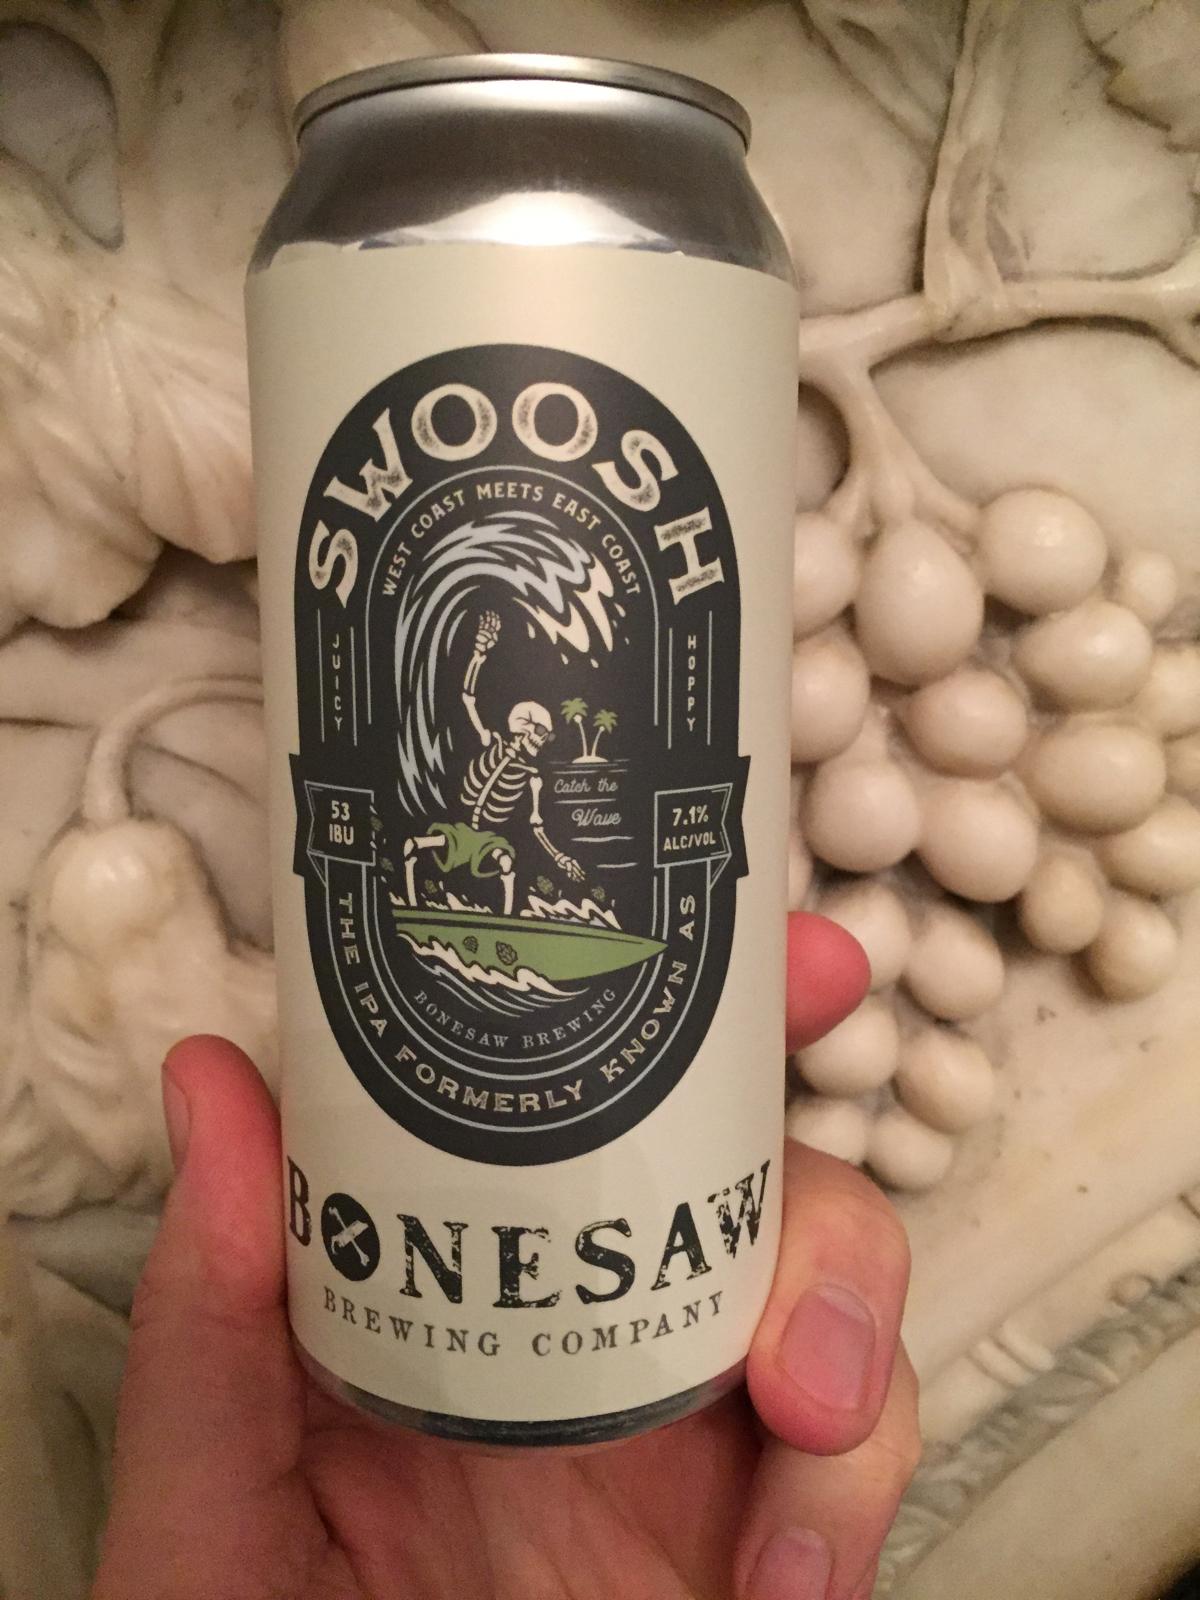 SWOOSH
WEST COAST MEETS EAST COAST
JUICY
HOPPY
Catch the
Wave
53
IBU
7.1%
ALC/VOL
BONESAW BREWING
THE IPA FORMERLY KNOWN AS
BONESAW
BREWING COMPANY